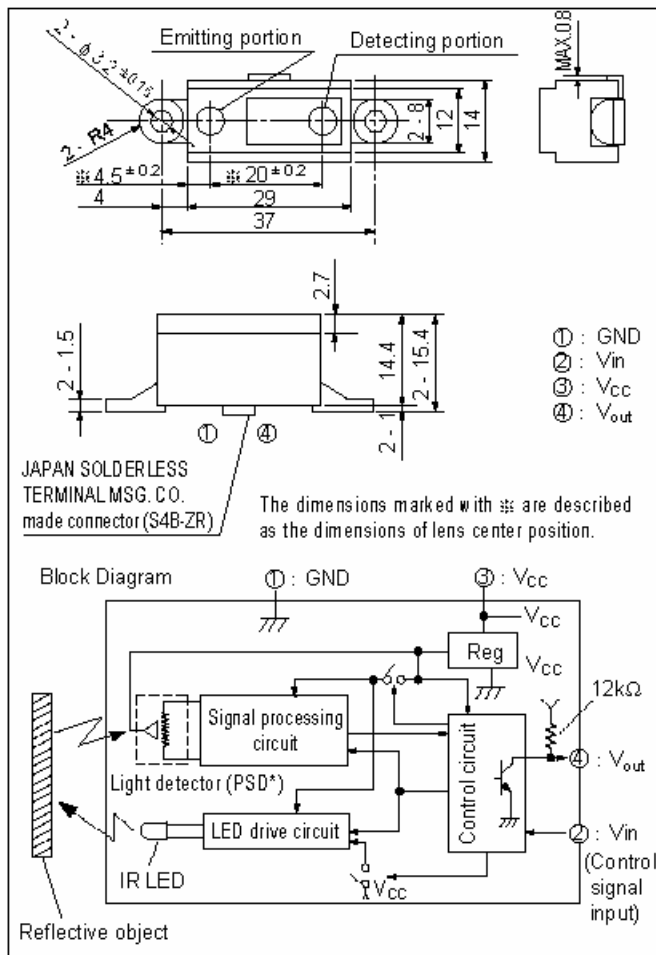 2 - φ3.2 ±0.15
Emitting portion
Detecting portion
MAX.0.8
2 - R4
2 - 8
12
14
※4.5 ±0.2
※20 ±0.2
4
29
37
2.7
2 - 1.5
14.4
2 - 15.4
2 - 1
① : GND
② : Vin
③ : Vcc
④ : Vout
① ④
JAPAN SOLDERLESS
TERMINAL MSG. CO.
made connector (S4B-ZR)
The dimensions marked with ※ are described
as the dimensions of lens center position.
Block Diagram
① : GND
③ : Vcc
Vcc
Reg
Vcc
12kΩ
Signal processing
circuit
Control circuit
④ : Vout
Light detector (PSD*)
LED drive circuit
② : Vin
(Control
signal
input)
Vcc
IR LED
Reflective object